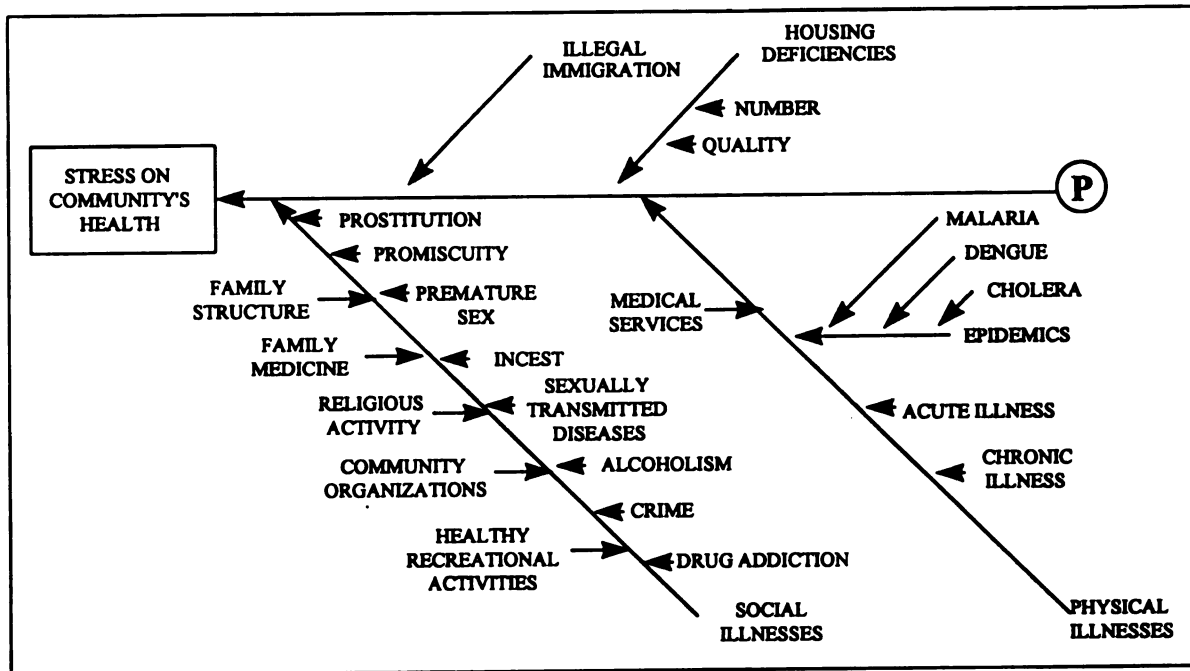 ILLEGAL
IMMIGRATION
HOUSING
DEFICIENCIES
NUMBER
QUALITY
STRESS ON
COMMUNITY'S
HEALTH
P
PROSTITUTION
PROMISCUITY
FAMILY
STRUCTURE
PREMATURE
SEX
FAMILY
MEDICINE
INCEST
RELIGIOUS
ACTIVITY
SEXUALLY
TRANSMITTED
DISEASES
COMMUNITY
ORGANIZATIONS
ALCOHOLISM
CRIME
HEALTHY
RECREATIONAL
ACTIVITIES
DRUG ADDICTION
SOCIAL
ILLNESSES
MEDICAL
SERVICES
MALARIA
DENGUE
CHOLERA
EPIDEMICS
ACUTE ILLNESS
CHRONIC
ILLNESS
PHYSICAL
ILLNESSES